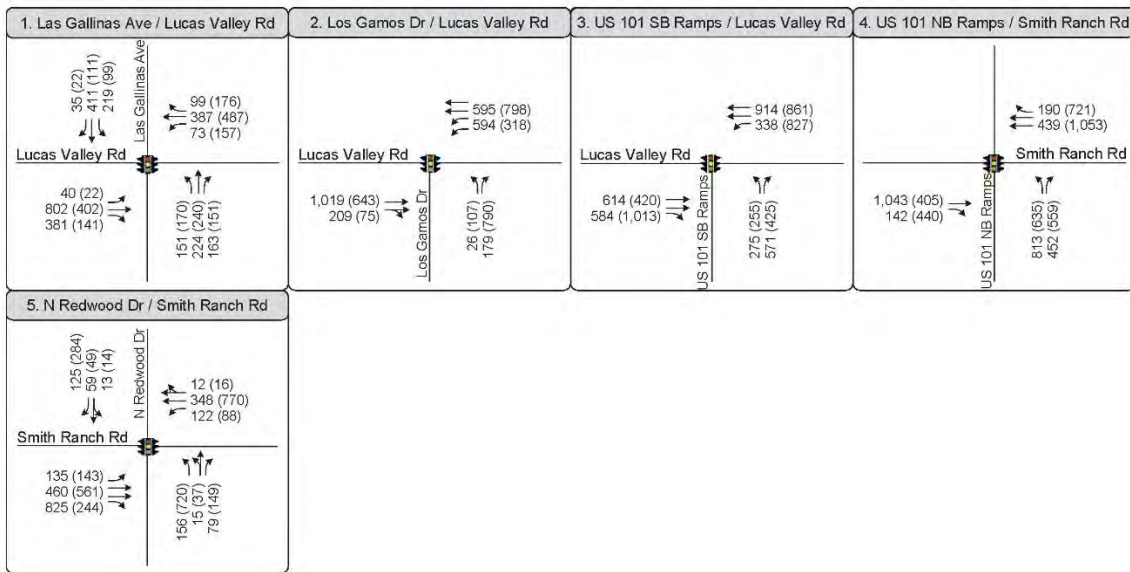 1. Las Gallinas Ave / Lucas Valley Rd
35 (22)
411 (111)
219 (99)
Las Gallinas Ave
99 (176)
387 (487)
73 (157)
Lucas Valley Rd
40 (22)
802 (402)
381 (141)
151 (170)
224 (240)
163 (151)
2. Los Gamos Dr / Lucas Valley Rd
595 (798)
594 (318)
Lucas Valley Rd
1,019 (643)
209 (75)
Los Gamos Dr
26 (107)
179 (790)
3. US 101 SB Ramps / Lucas Valley Rd
914 (861)
338 (827)
Lucas Valley Rd
614 (420)
584 (1,013)
US 101 SB Ramps
275 (255)
571 (425)
4. US 101 NB Ramps / Smith Ranch Rd
190 (721)
439 (1,053)
Smith Ranch Rd
1,043 (405)
142 (440)
US 101 NB Ramps
813 (635)
452 (559)
5. N Redwood Dr / Smith Ranch Rd
125 (284)
59 (49)
13 (14)
N Redwood Dr
12 (16)
348 (770)
122 (88)
Smith Ranch Rd
135 (143)
460 (561)
825 (244)
156 (720)
15 (37)
79 (149)